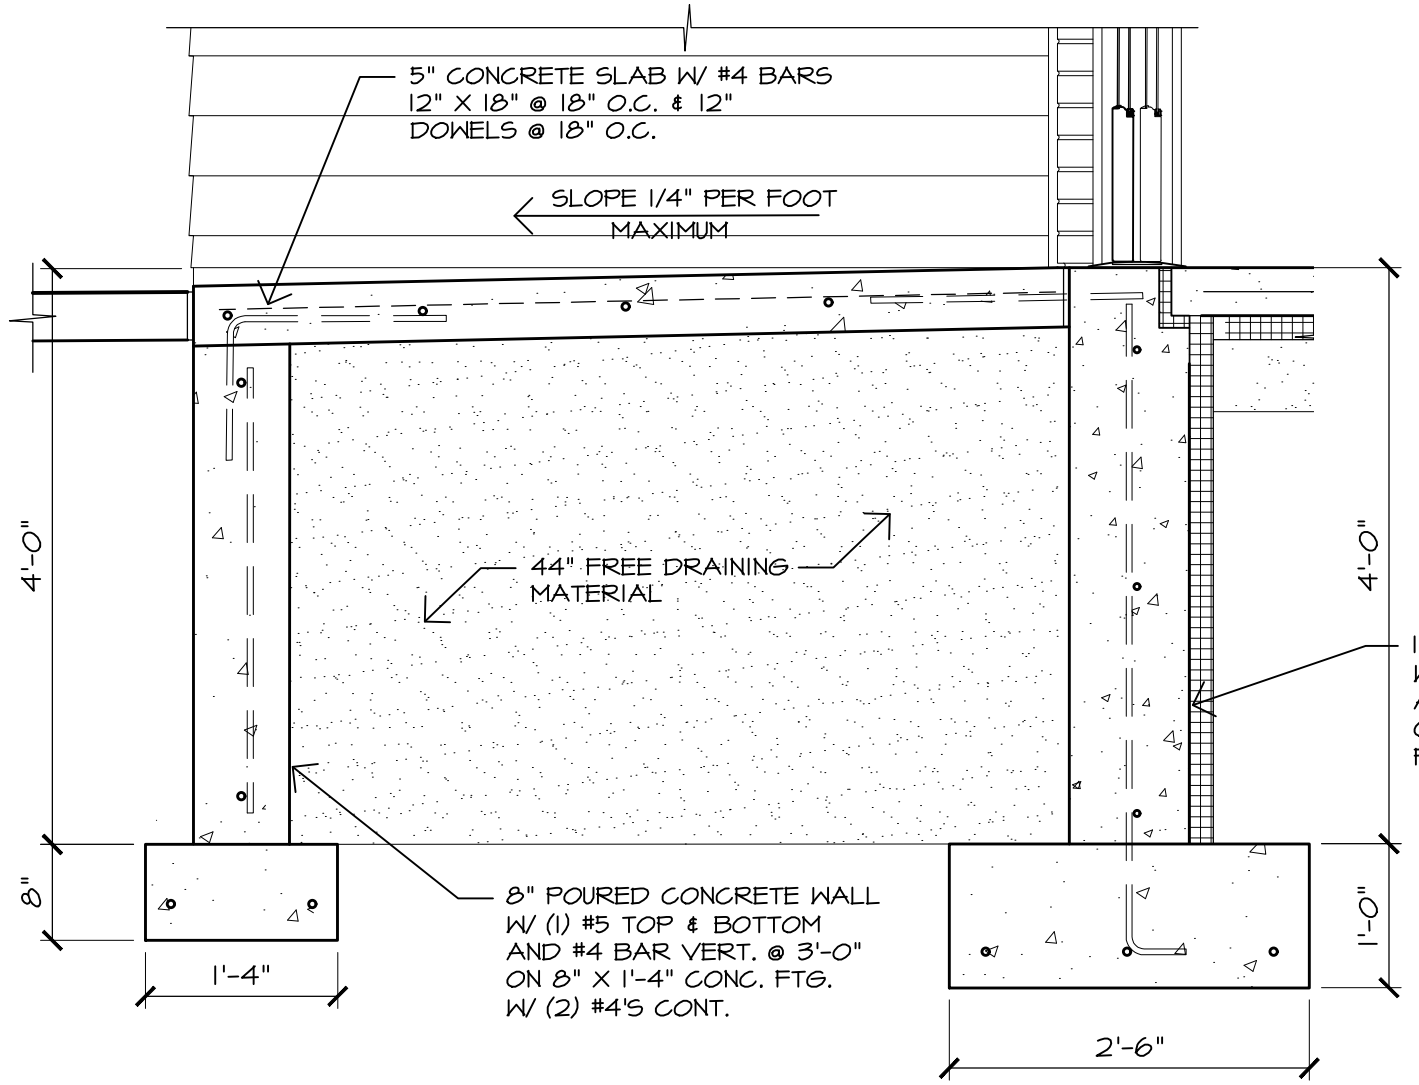 5" CONCRETE SLAB W/ #4 BARS
12" X 18" @ 18" O.C. & 12"
DOWELS @ 18" O.C.
SLOPE 1/4" PER FOOT
MAXIMUM
4'-0"
4'-0"
44" FREE DRAINING
MATERIAL
8"
8" POURED CONCRETE WALL
W/ (1) #5 TOP & BOTTOM
AND #4 BAR VERT. @ 3'-0"
ON 8" X 1'-4" CONC. FTG.
W/ (2) #4'S CONT.
1'-0"
1'-4"
2'-6"